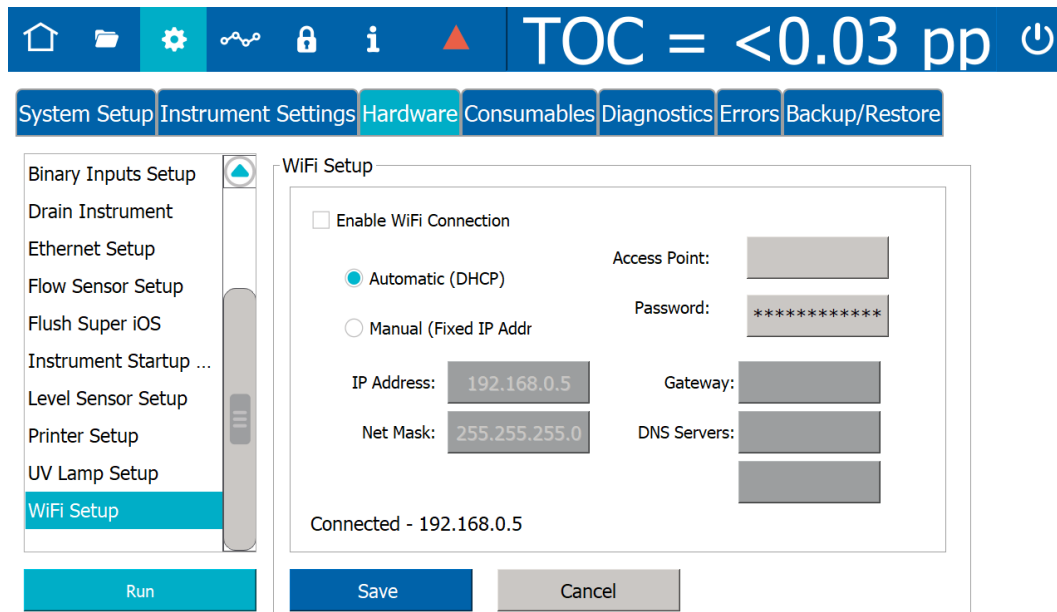 TOC = <0.03 pp
System Setup Instrument Settings Hardware Consumables Diagnostics Errors Backup/Restore
Binary Inputs Setup
Drain Instrument
Ethernet Setup
Flow Sensor Setup
Flush Super iOS
Instrument Startup ...
Level Sensor Setup
Printer Setup
UV Lamp Setup
WiFi Setup
Run
WiFi Setup
Enable WiFi Connection
Automatic (DHCP)
Manual (Fixed IP Addr
Access Point:
Password: ************
IP Address: 192.168.0.5
Net Mask: 255.255.255.0
Gateway:
DNS Servers:
Connected - 192.168.0.5
Save
Cancel